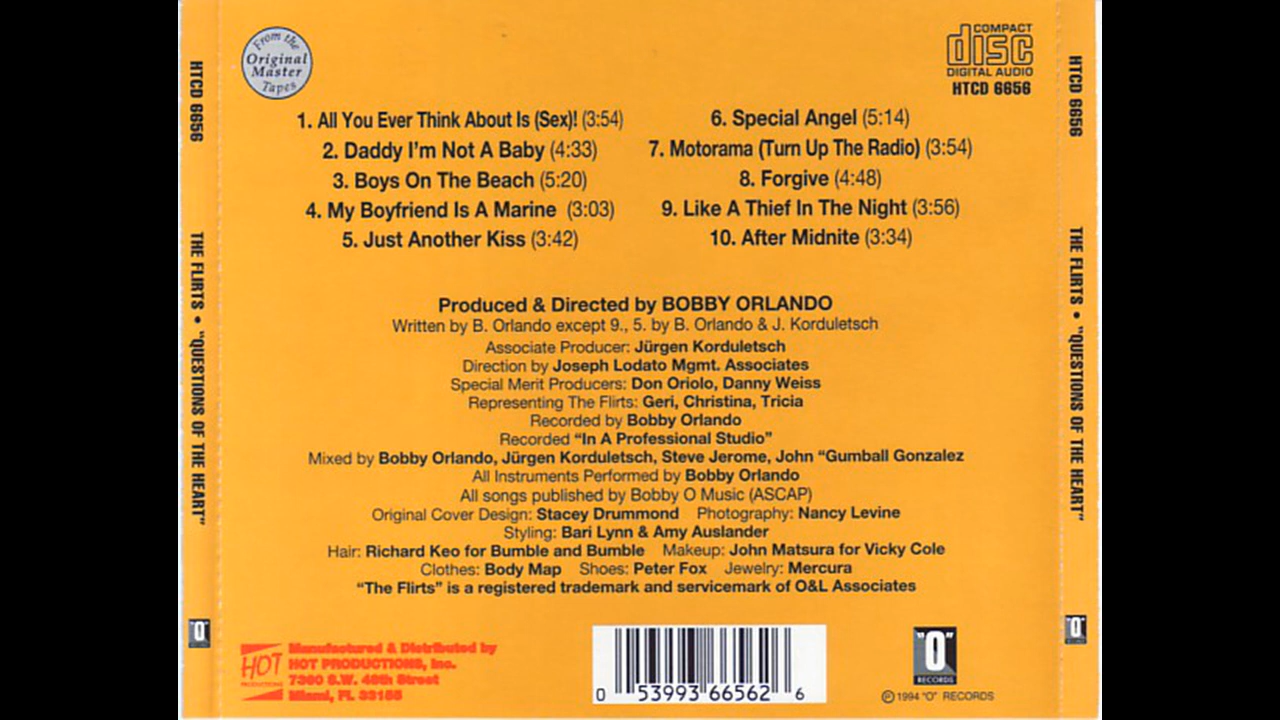 From the
Original
Master
Tapes
COMPACT
disc
DIGITAL AUDIO
HTCD 6656
HTCD 6656
THE FLIRTS • "QUESTIONS OF THE HEART"
"O"
RECORDS
1. All You Ever Think About Is (Sex)! (3:54)
2. Daddy I'm Not A Baby (4:33)
3. Boys On The Beach (5:20)
4. My Boyfriend Is A Marine (3:03)
5. Just Another Kiss (3:42)
6. Special Angel (5:14)
7. Motorama (Turn Up The Radio) (3:54)
8. Forgive (4:48)
9. Like A Thief In The Night (3:56)
10. After Midnite (3:34)
Produced & Directed by BOBBY ORLANDO
Written by B. Orlando except 9., 5. by B. Orlando & J. Korduletsch
Associate Producer: Jürgen Korduletsch
Direction by Joseph Lodato Mgmt. Associates
Special Merit Producers: Don Oriolo, Danny Weiss
Representing The Flirts: Geri, Christina, Tricia
Recorded by Bobby Orlando
Recorded "In A Professional Studio"
Mixed by Bobby Orlando, Jürgen Korduletsch, Steve Jerome, John "Gumball Gonzalez
All Instruments Performed by Bobby Orlando
All songs published by Bobby O Music (ASCAP)
Original Cover Design: Stacey Drummond Photography: Nancy Levine
Styling: Bari Lynn & Amy Auslander
Hair: Richard Keo for Bumble and Bumble Makeup: John Matsura for Vicky Cole
Clothes: Body Map Shoes: Peter Fox Jewelry: Mercura
"The Flirts" is a registered trademark and servicemark of O&L Associates
HOT
PRODUCTIONS
Manufactured & Distributed by
HOT PRODUCTIONS, Inc.
7360 S.W. 48th Street
Miami, FL 33155
0 53993 66562 6
"O"
RECORDS
℗ 1994 "O" RECORDS
HTCD 6656
THE FLIRTS • "QUESTIONS OF THE HEART"
"O"
RECORDS